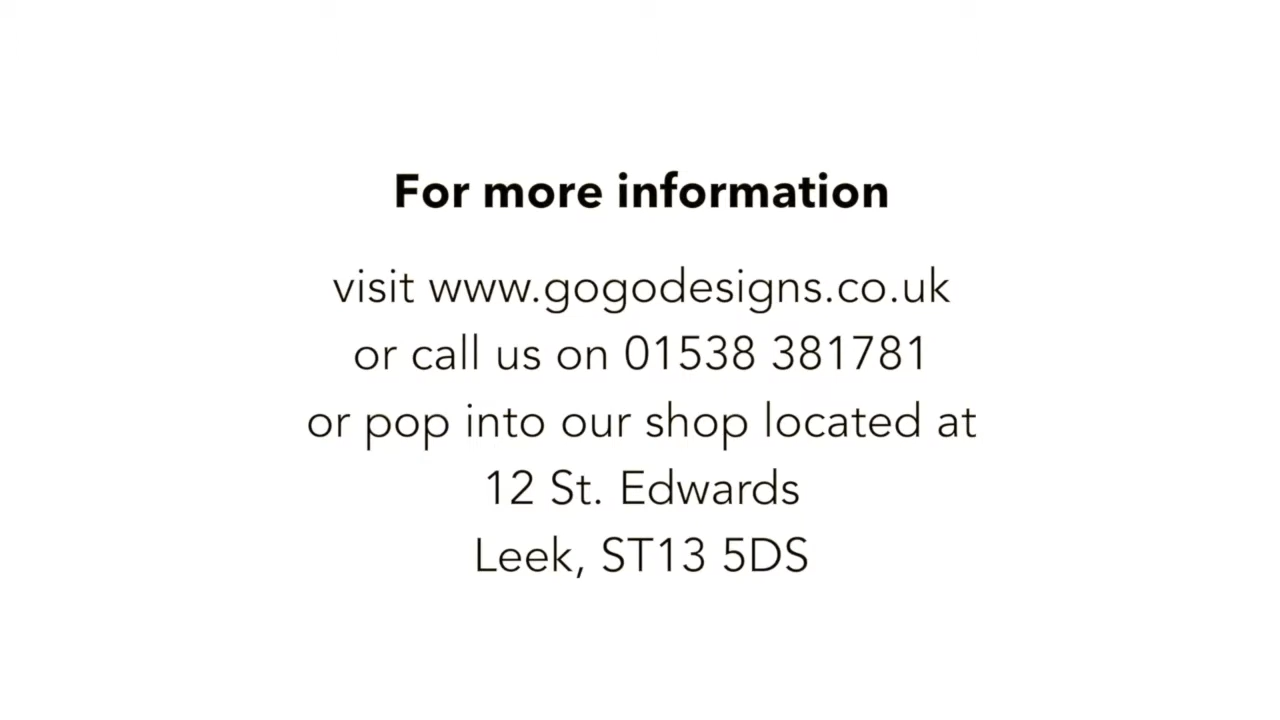 For more information
visit www.gogodesigns.co.uk
or call us on 01538 381781
or pop into our shop located at
12 St. Edwards
Leek, ST13 5DS